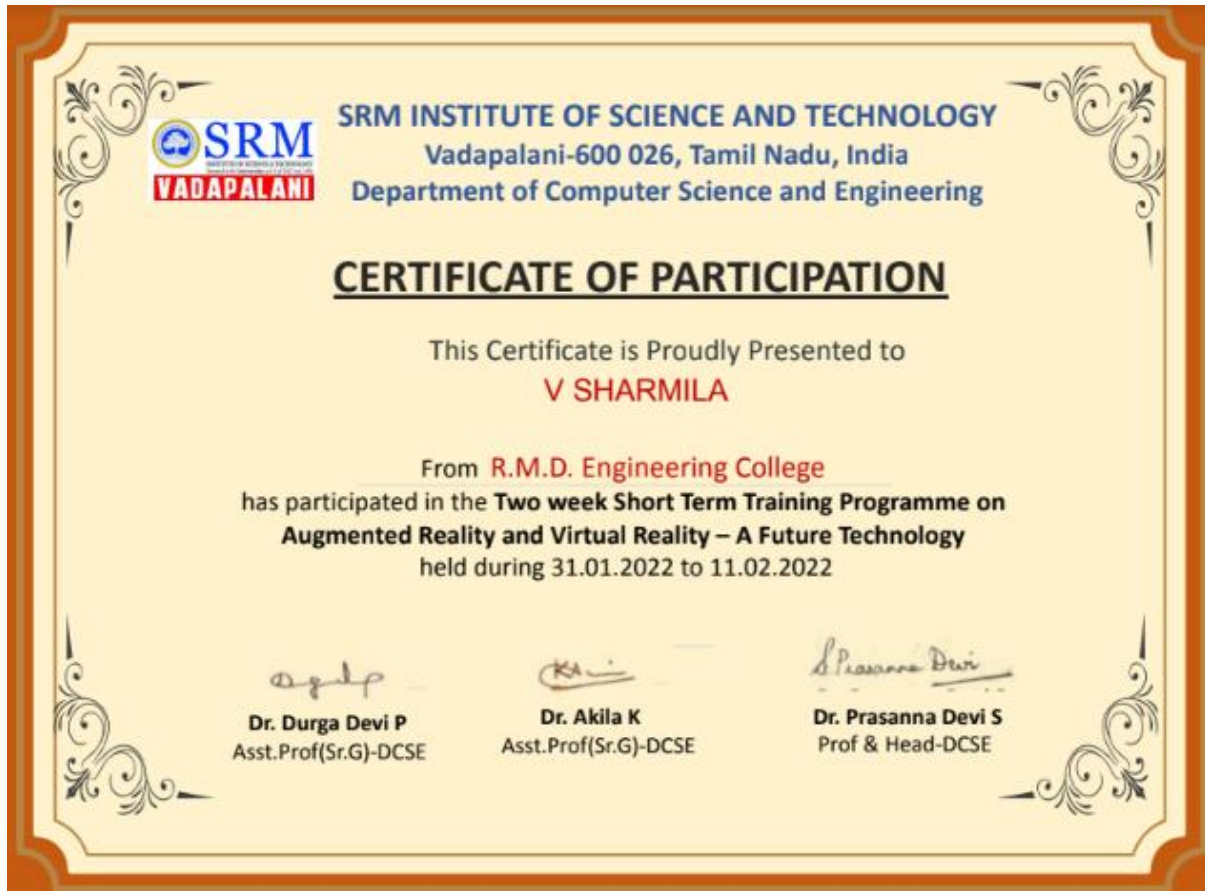 SRM INSTITUTE OF SCIENCE AND TECHNOLOGY
Vadapalani-600 026, Tamil Nadu, India
Department of Computer Science and Engineering
SRM
INSTITUTE OF SCIENCE & TECHNOLOGY
VADAPALANI
CERTIFICATE OF PARTICIPATION
This Certificate is Proudly Presented to
V SHARMILA
From R.M.D. Engineering College
has participated in the Two week Short Term Training Programme on
Augmented Reality and Virtual Reality – A Future Technology
held during 31.01.2022 to 11.02.2022
S Prasanna Devi
Dr. Durga Devi P
Asst.Prof(Sr.G)-DCSE
Dr. Akila K
Asst.Prof(Sr.G)-DCSE
Dr. Prasanna Devi S
Prof & Head-DCSE